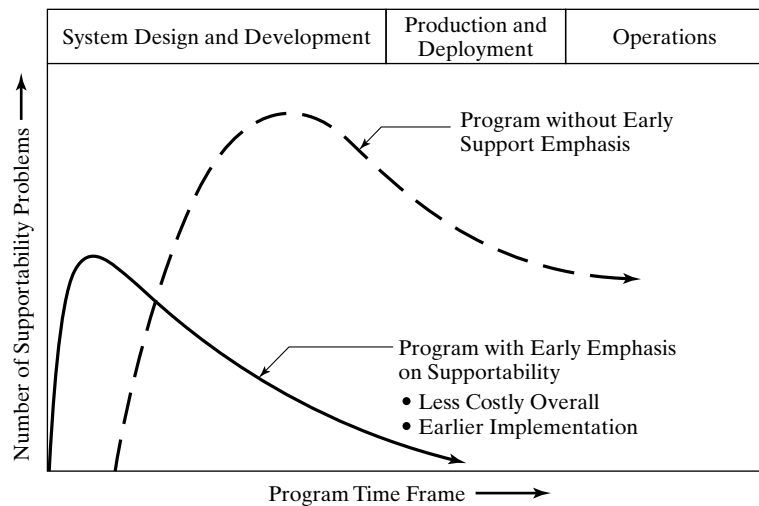 System Design and Development
Production and
Deployment
Operations
Number of Supportability Problems
Program without Early
Support Emphasis
Program with Early Emphasis
on Supportability
• Less Costly Overall
• Earlier Implementation
Program Time Frame